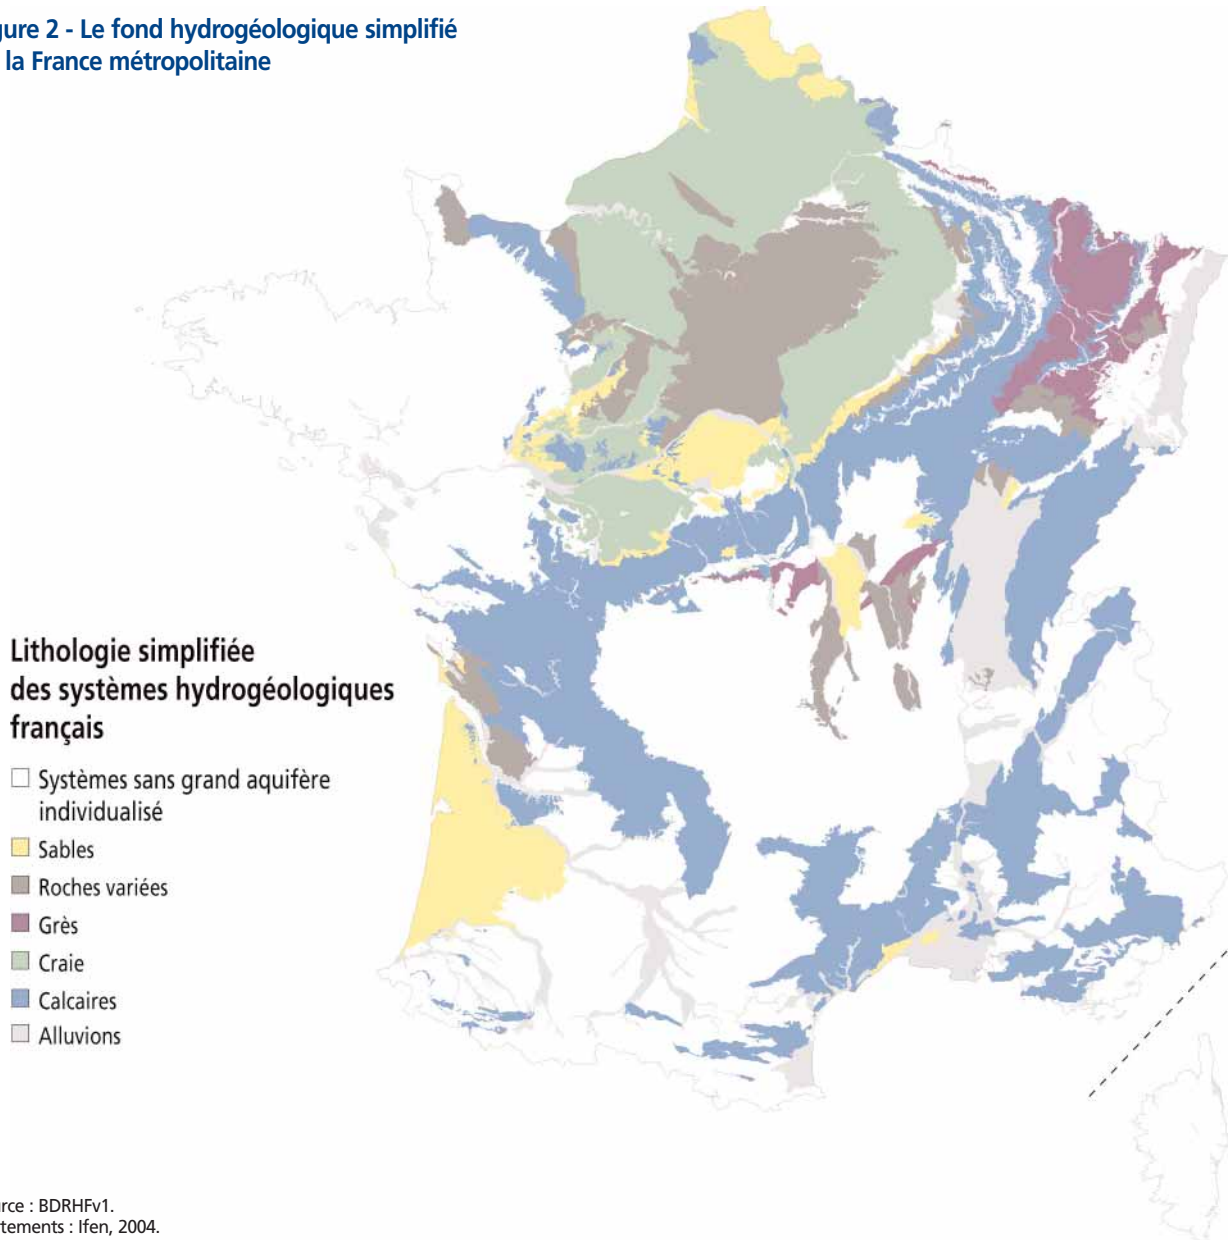 gure 2 - Le fond hydrogéologique simplifié
la France métropolitaine
Lithologie simplifiée
des systèmes hydrogéologiques
français
Systèmes sans grand aquifère
individualisé
Sables
Roches variées
Grès
Craie
Calcaires
Alluvions
rce : BDRHFv1.
tements : Ifen, 2004.